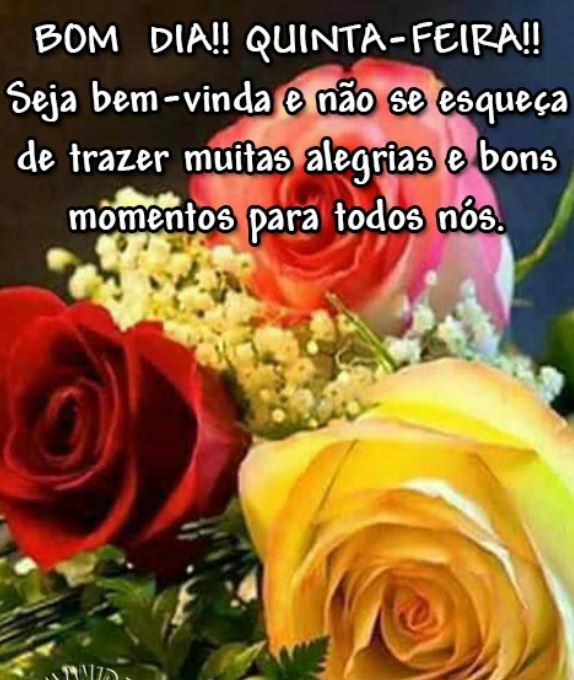 BOM DIA!! QUINTA-FEIRA!!
Seja bem-vinda e não se esqueça
de trazer muitas alegrias e bons
momentos para todos nós.